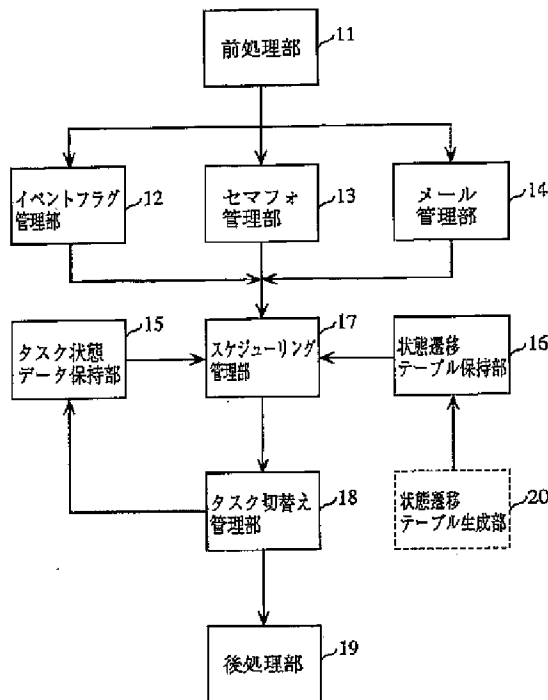 前処理部
11
イベントフラグ
管理部
12
セマフォ
管理部
13
メール
管理部
14
タスク状態
データ保持部
15
スケジューリング
管理部
17
状態遷移
テーブル保持部
16
タスク切替え
管理部
18
状態遷移
テーブル生成部
20
後処理部
19